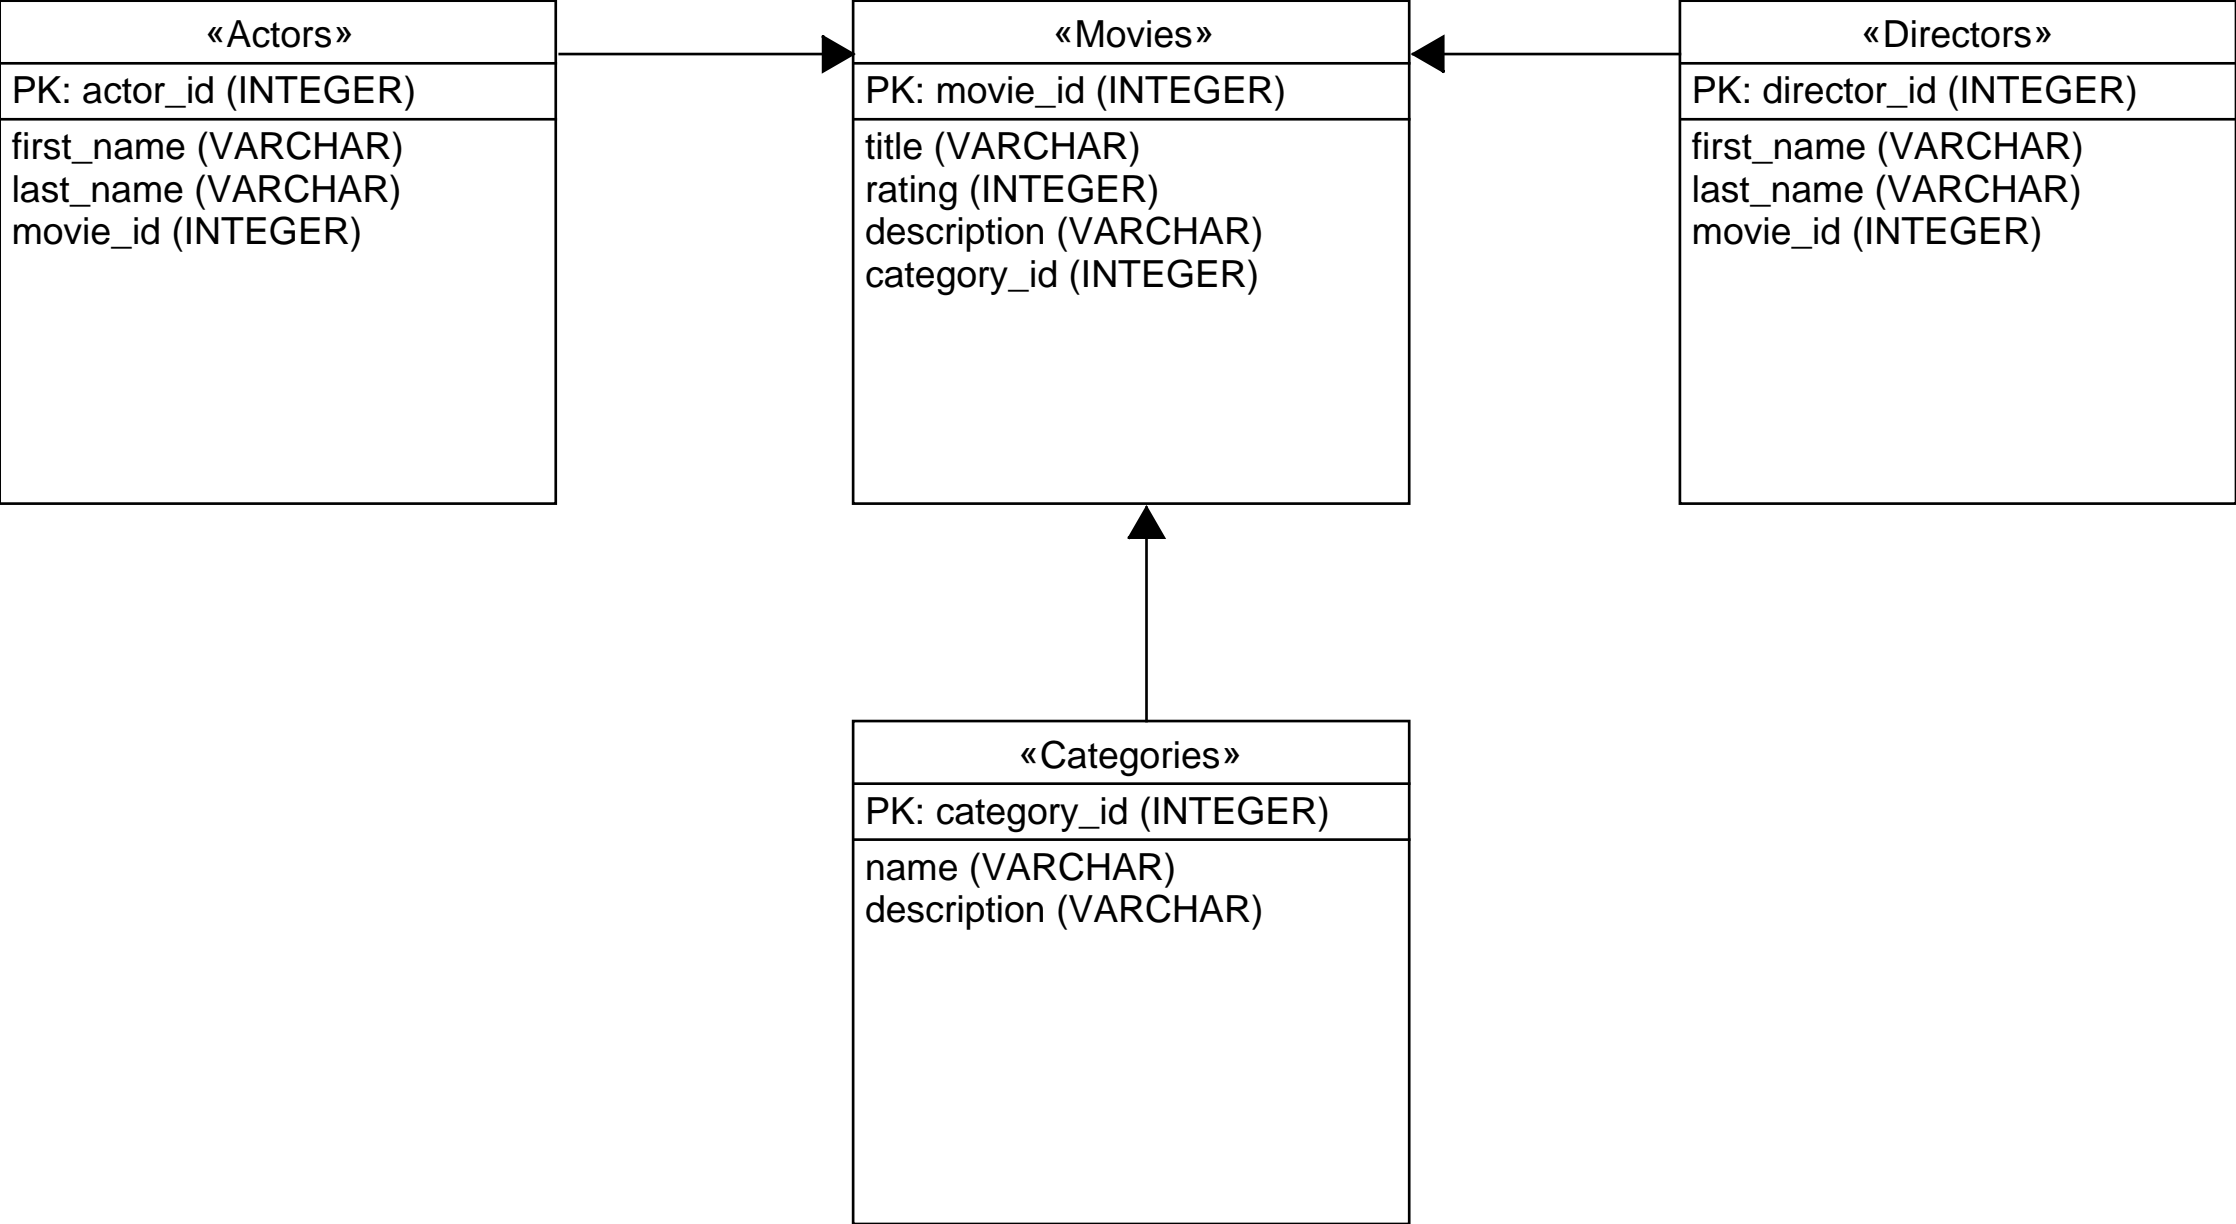 «Actors»
PK: actor_id (INTEGER)
first_name (VARCHAR)
last_name (VARCHAR)
movie_id (INTEGER)
«Movies»
PK: movie_id (INTEGER)
title (VARCHAR)
rating (INTEGER)
description (VARCHAR)
category_id (INTEGER)
«Directors»
PK: director_id (INTEGER)
first_name (VARCHAR)
last_name (VARCHAR)
movie_id (INTEGER)
«Categories»
PK: category_id (INTEGER)
name (VARCHAR)
description (VARCHAR)